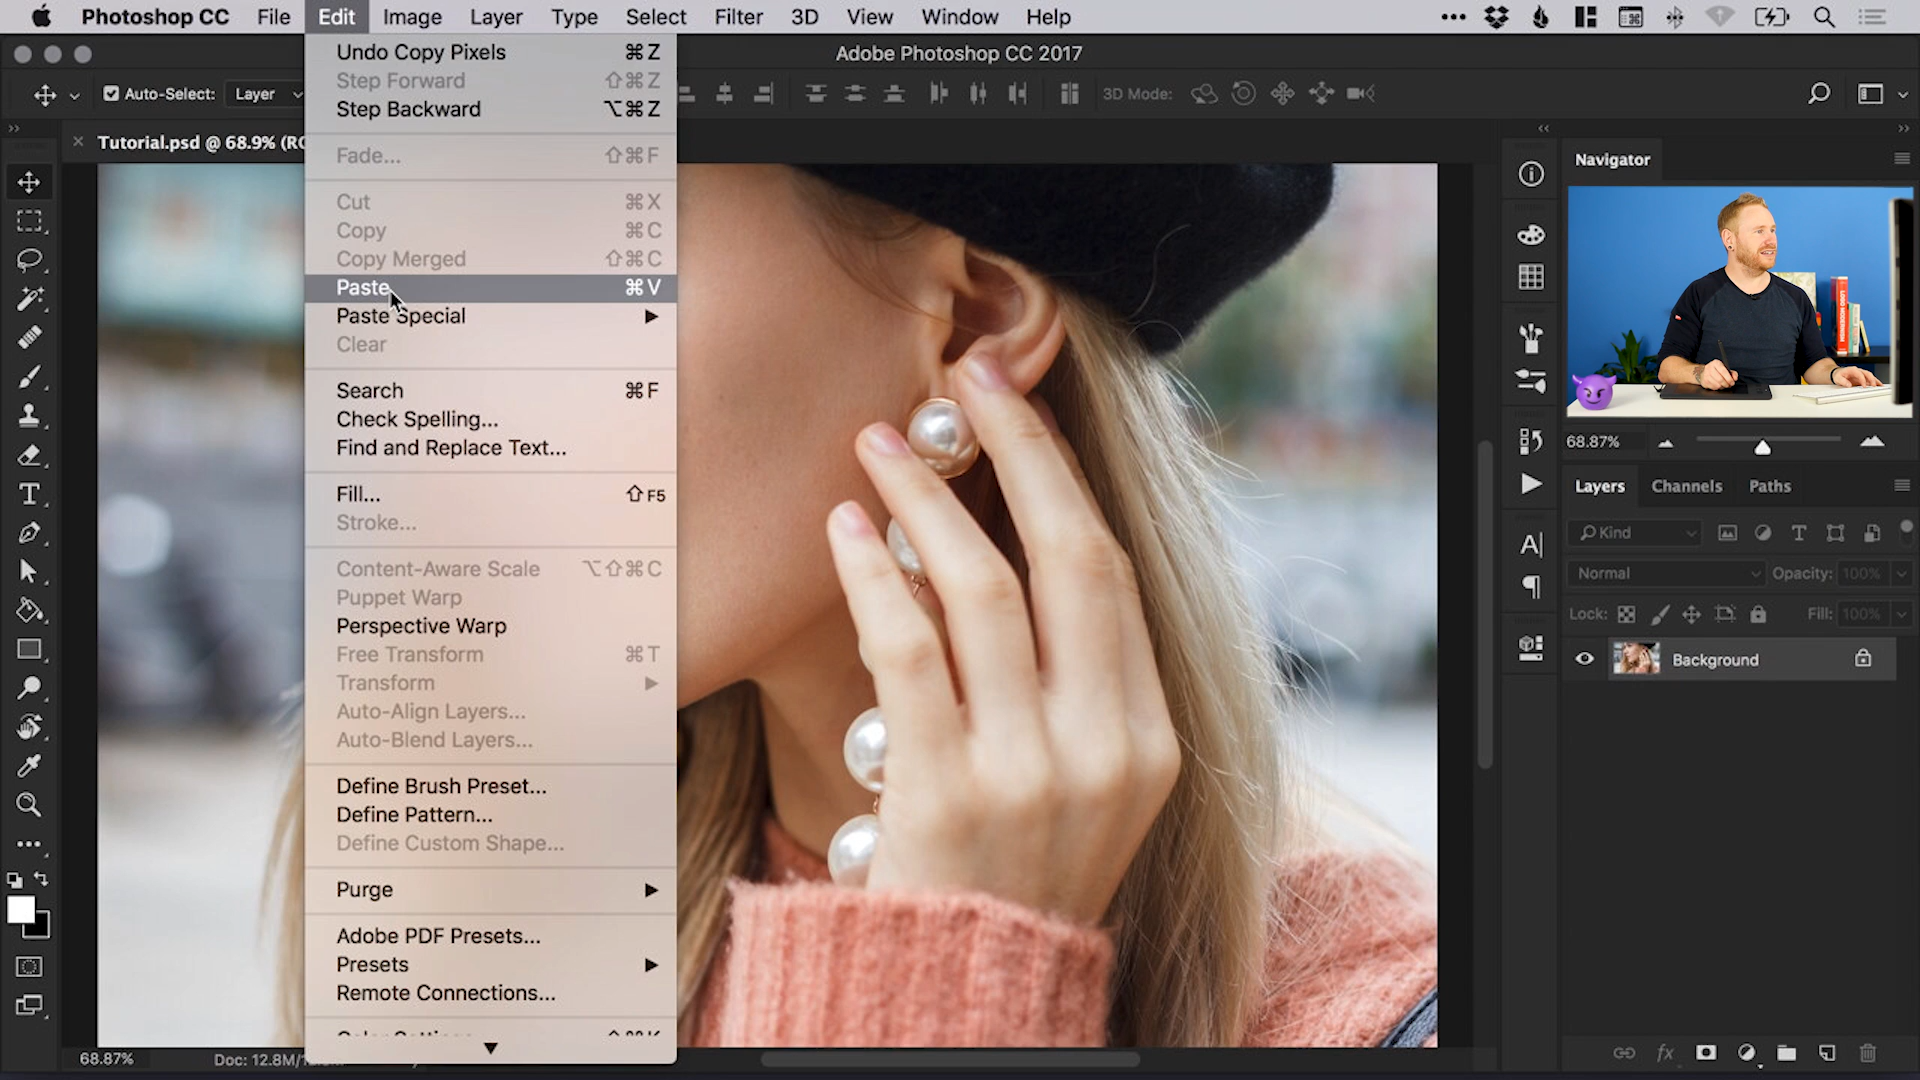 Photoshop CC File Edit Image Layer Type Select Filter 3D View Window Help
Adobe Photoshop CC 2017
Auto-Select: Layer 3D Mode:
Tutorial.psd @ 68.9% (RG
Undo Copy Pixels ⌘Z
Step Forward ⇧⌘Z
Step Backward ⌥⌘Z
Fade... ⇧⌘F
Cut ⌘X
Copy ⌘C
Copy Merged ⇧⌘C
Paste ⌘V
Paste Special ▶
Clear
Search ⌘F
Check Spelling...
Find and Replace Text...
Fill... ⇧F5
Stroke...
Content-Aware Scale ⌥⇧⌘C
Puppet Warp
Perspective Warp
Free Transform ⌘T
Transform ▶
Auto-Align Layers...
Auto-Blend Layers...
Define Brush Preset...
Define Pattern...
Define Custom Shape...
Purge ▶
Adobe PDF Presets...
Presets ▶
Remote Connections...
68.87% Doc: 12.8M/
Navigator
68.87%
Layers Channels Paths
Kind
Normal Opacity: 100%
Lock: Fill: 100%
Background
fx